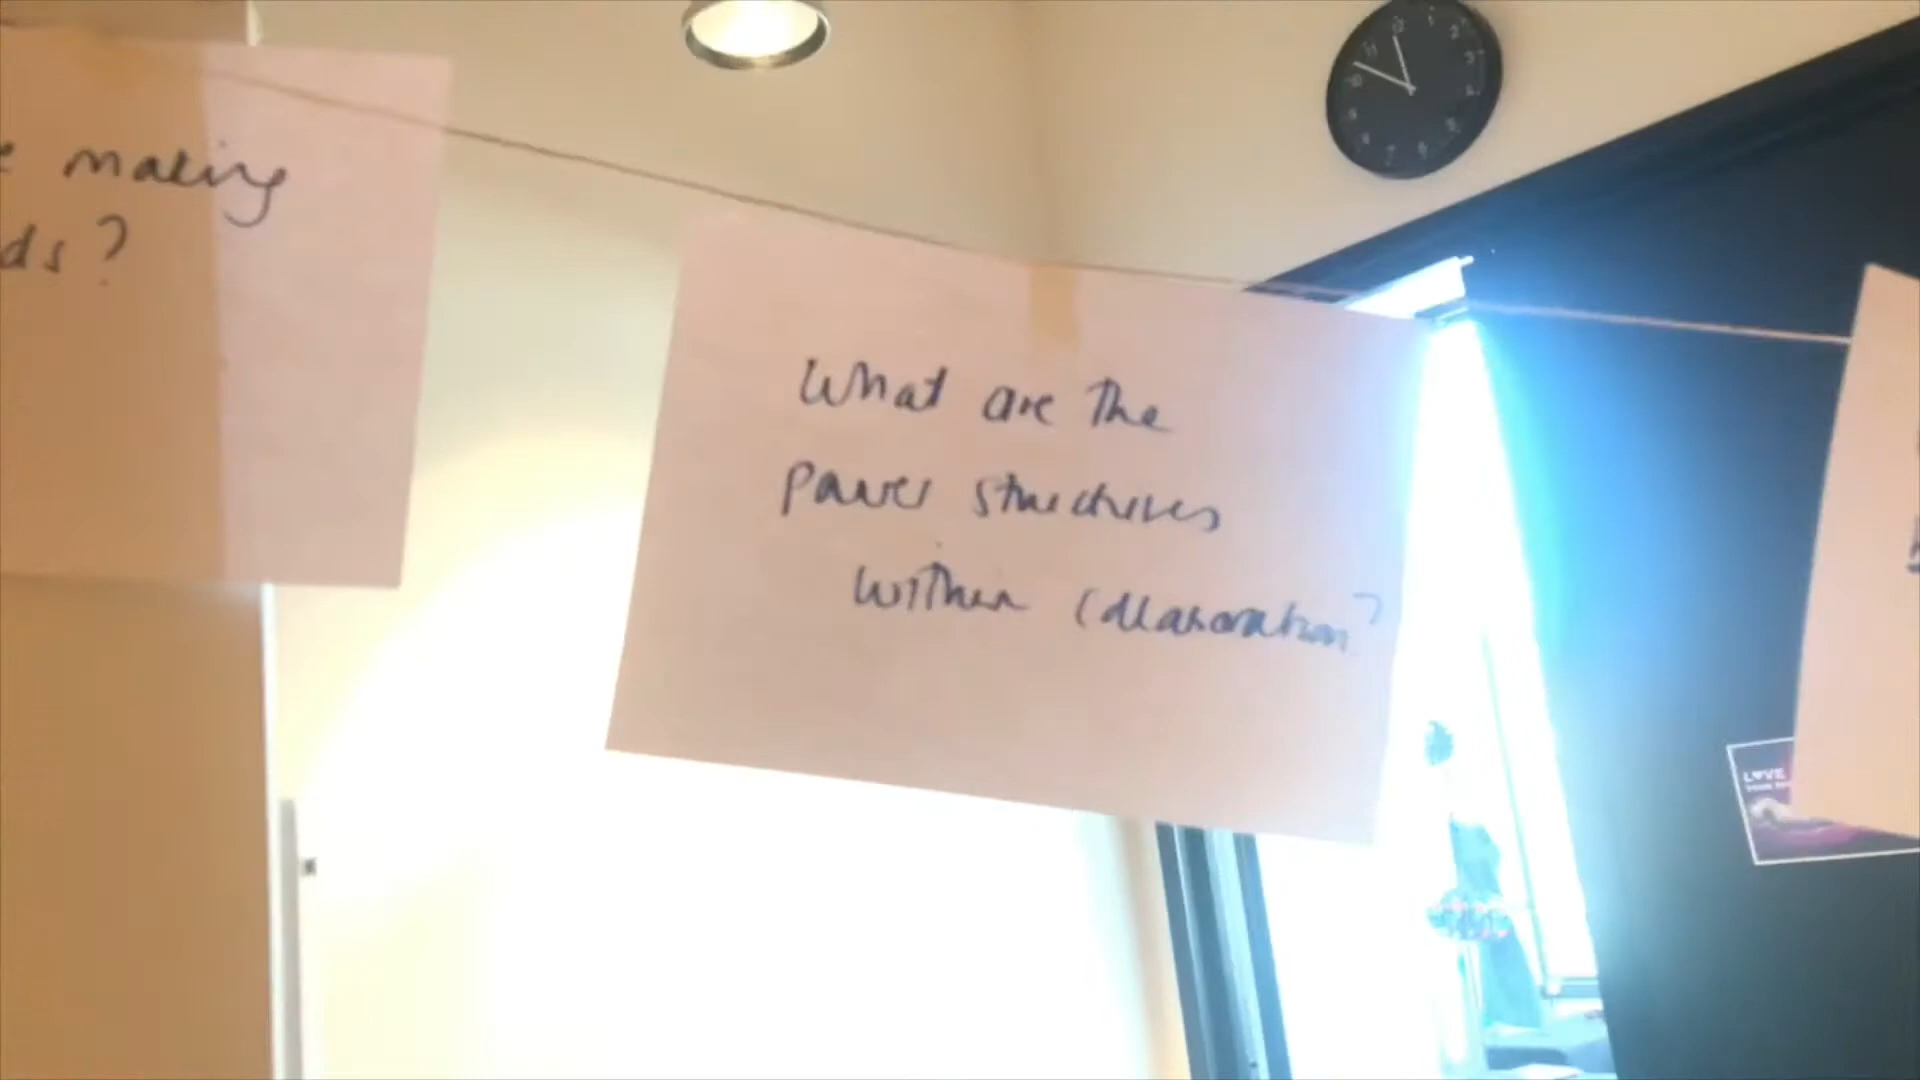 e making
ds?
What are the
power structures
within collaboration?
LOVE